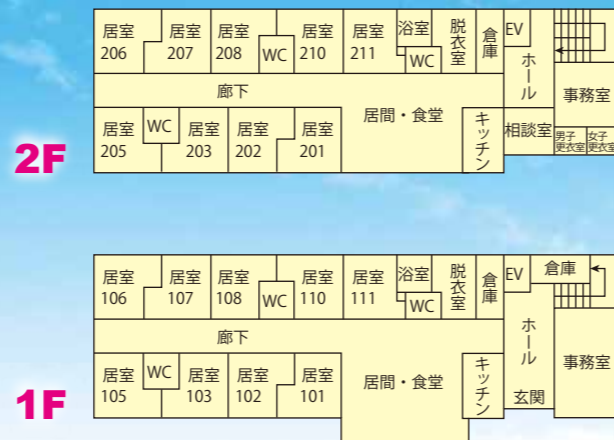 2F
居室
206
居室
207
居室
208
WC
居室
210
居室
211
浴室
WC
脱衣室
倉庫
EV
ホール
事務室
廊下
居間・食堂
キッチン
相談室
男子
更衣室
女子
更衣室
居室
205
WC
居室
203
居室
202
居室
201
1F
居室
106
居室
107
居室
108
WC
居室
110
居室
111
浴室
WC
脱衣室
倉庫
EV
倉庫
ホール
玄関
事務室
廊下
居間・食堂
キッチン
居室
105
WC
居室
103
居室
102
居室
101